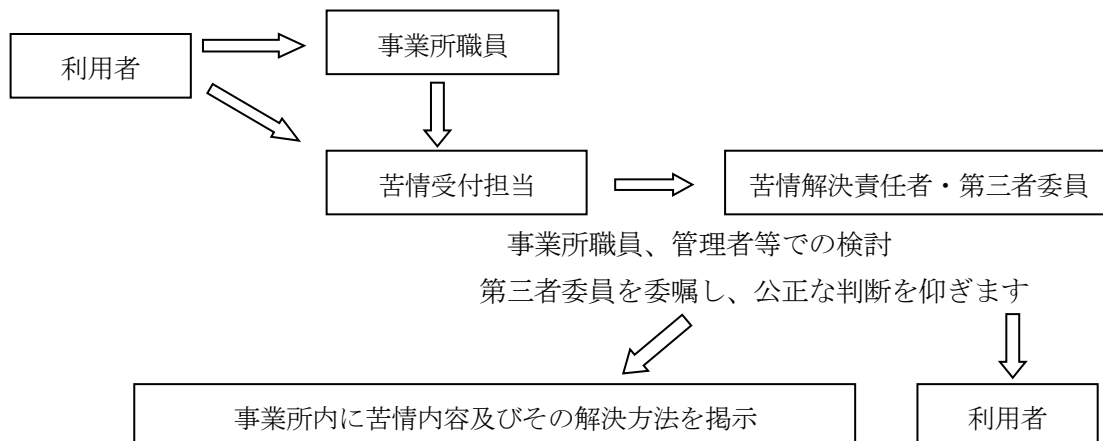 事業所職員
利用者
苦情受付担当
苦情解決責任者・第三者委員
事業所職員、管理者等での検討
第三者委員を委嘱し、公正な判断を仰ぎます
事業所内に苦情内容及びその解決方法を掲示
利用者